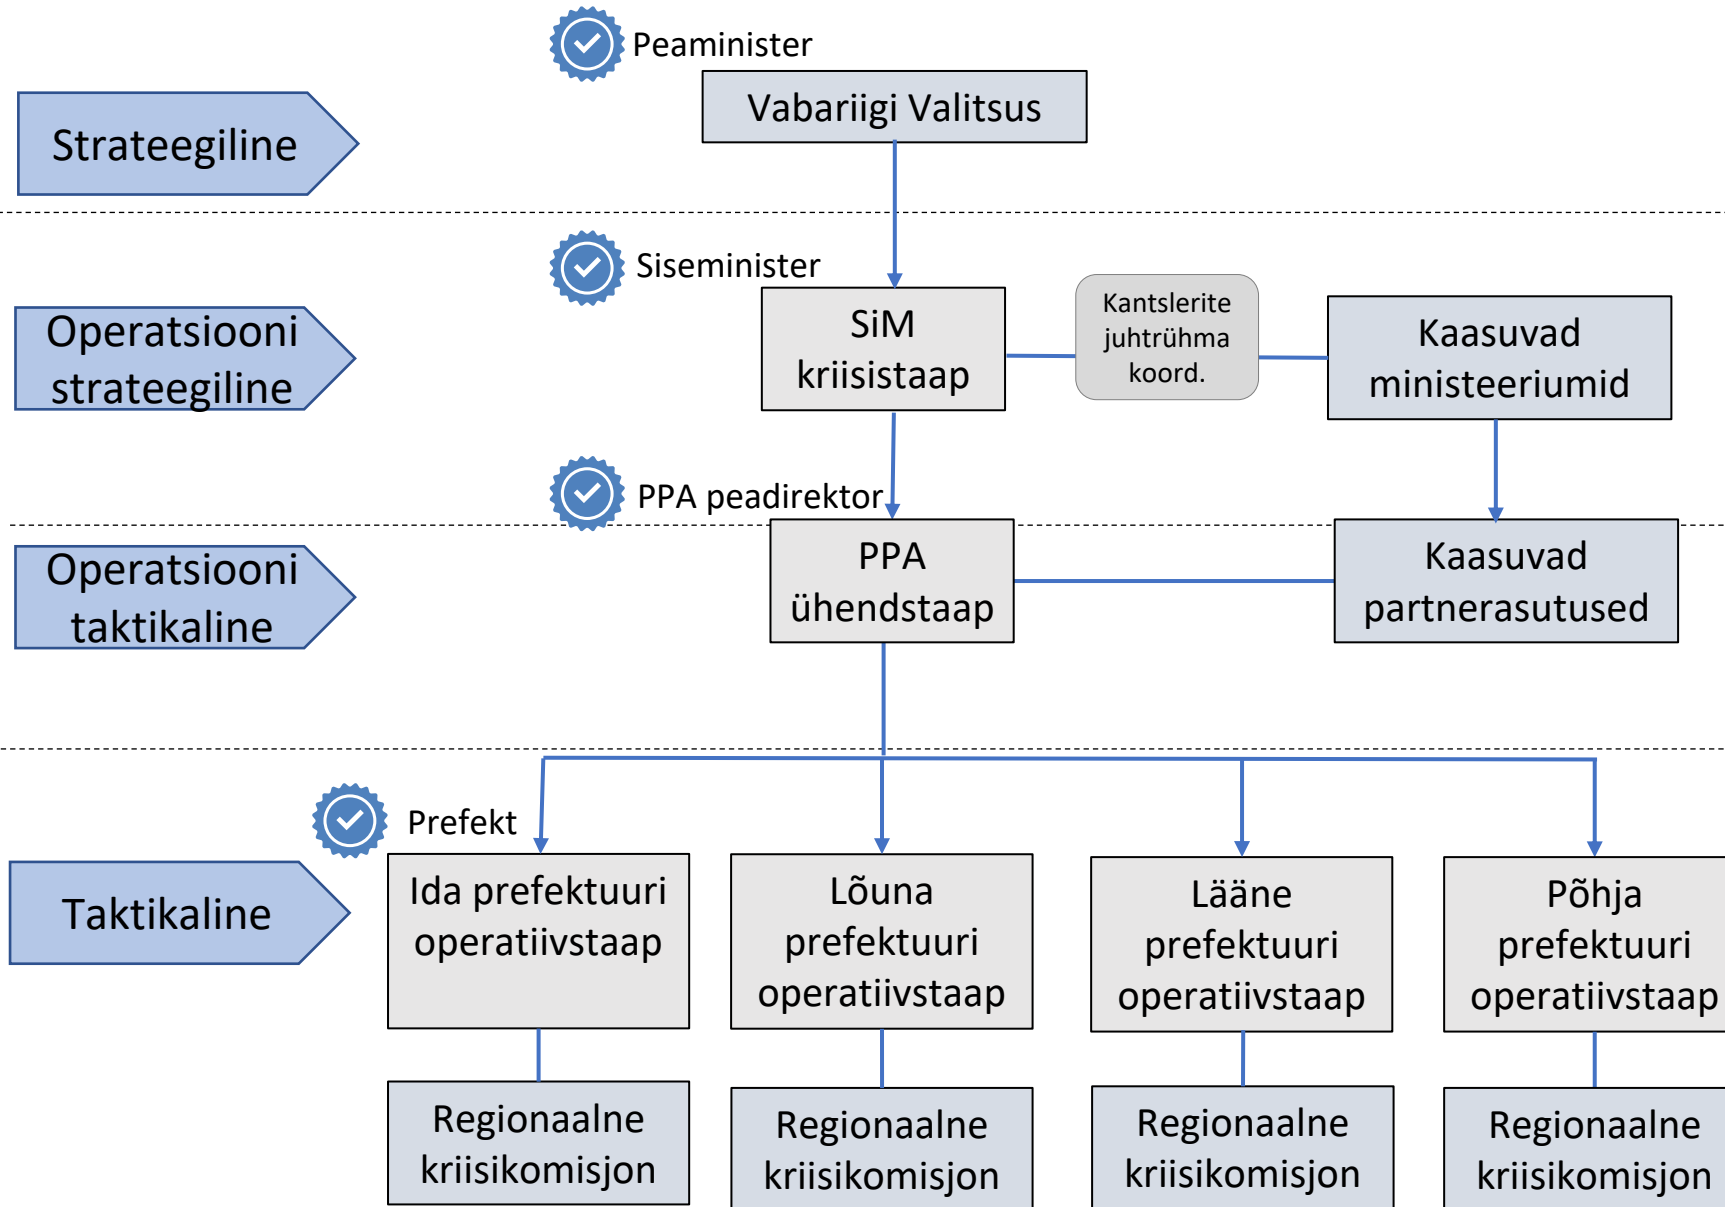 Peaminister
Vabariigi Valitsus
Strateegiline
Siseminister
Operatsiooni
strateegiline
SiM
kriisistaap
Kantslerite
juhtrühma
koord.
Kaasuvad
ministeeriumid
PPA peadirektor
Operatsiooni
taktikaline
PPA
ühendstaap
Kaasuvad
partnerasutused
Prefekt
Taktikaline
Ida prefektuuri
operatiivstaap
Lõuna
prefektuuri
operatiivstaap
Lääne
prefektuuri
operatiivstaap
Põhja
prefektuuri
operatiivstaap
Regionaalne
kriisikomisjon
Regionaalne
kriisikomisjon
Regionaalne
kriisikomisjon
Regionaalne
kriisikomisjon